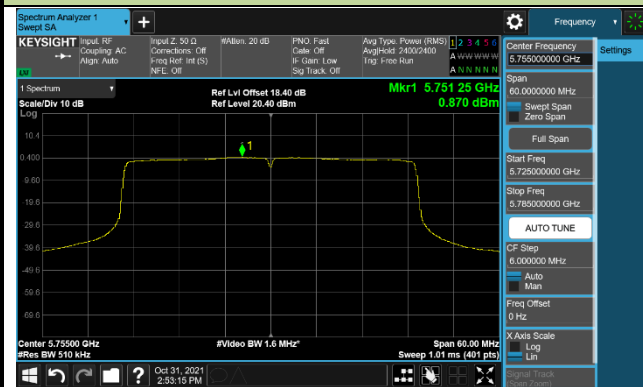 Spectrum Analyzer 1
Swept SA
Frequency
KEYSIGHT
Input: RF
Coupling: AC
Align: Auto
Input Z: 50 Ω
Corrections: Off
Freq Ref: Int (S)
NFE: Off
#Atten: 20 dB
PNO: Fast
Gate: Off
IF Gain: Low
Sig Track: Off
Avg Type: Power (RMS)
Avg|Hold: 2400/2400
Trig: Free Run
1 2 3 4 5 6
A W W W W W
A N N N N N
1 Spectrum
Scale/Div 10 dB
Ref Lvl Offset 18.40 dB
Ref Level 20.40 dBm
Mkr1 5.751 25 GHz
0.870 dBm
Log
10.4
0.400
-9.60
-19.6
-29.6
-39.6
-49.6
-59.6
-69.6
1
Center 5.75500 GHz
#Res BW 510 kHz
#Video BW 1.6 MHz*
Span 60.00 MHz
Sweep 1.01 ms (401 pts)
Center Frequency
5.755000000 GHz
Span
60.0000000 MHz
Swept Span
Zero Span
Full Span
Start Freq
5.725000000 GHz
Stop Freq
5.785000000 GHz
AUTO TUNE
CF Step
6.000000 MHz
Auto
Man
Freq Offset
0 Hz
X Axis Scale
Log
Lin
Signal Track
(Span Zoom)
Settings
Oct 31, 2021
2:53:15 PM